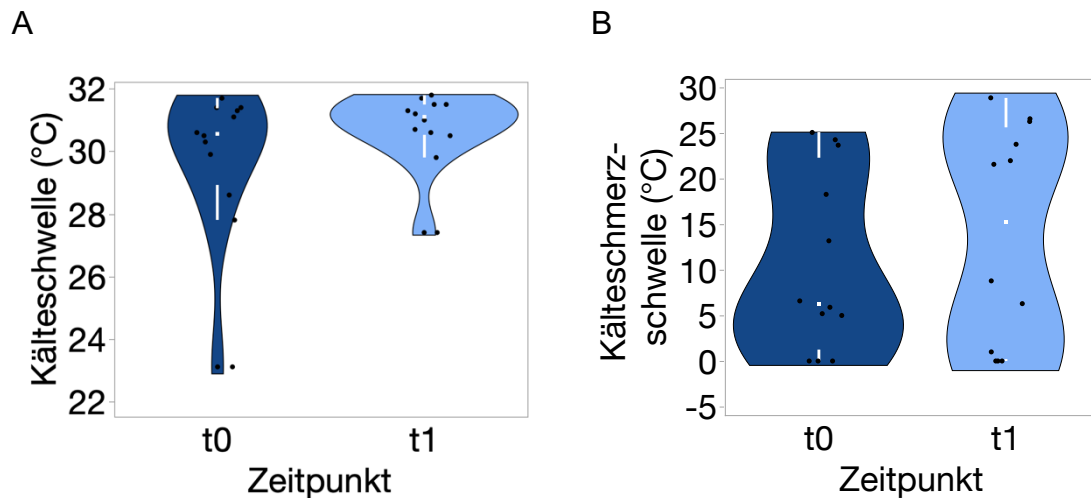 A
Kälteschwelle (°C)
32
30
28
26
24
22
t0
t1
Zeitpunkt
B
Kälteschmerz-
schwelle (°C)
30
25
20
15
10
5
0
-5
t0
t1
Zeitpunkt